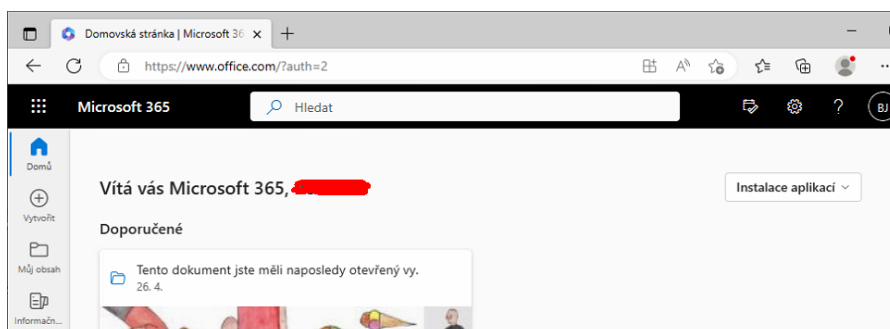 Domovská stránka | Microsoft 36
https://www.office.com/?auth=2
Microsoft 365
Hledat
BJ
Domů
Vytvořit
Můj obsah
Informačn...
Vítá vás Microsoft 365,
Instalace aplikací
Doporučené
Tento dokument jste měli naposledy otevřený vy.
26. 4.